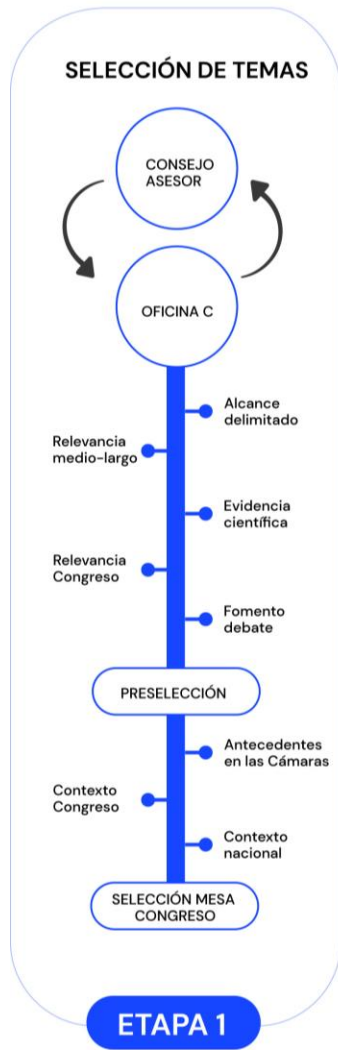 SELECCIÓN DE TEMAS
CONSEJO
ASESOR
OFICINA C
Alcance
delimitado
Relevancia
medio-largo
Evidencia
científica
Relevancia
Congreso
Fomento
debate
PRESELECCIÓN
Antecedentes
en las Cámaras
Contexto
Congreso
Contexto
nacional
SELECCIÓN MESA
CONGRESO
ETAPA 1